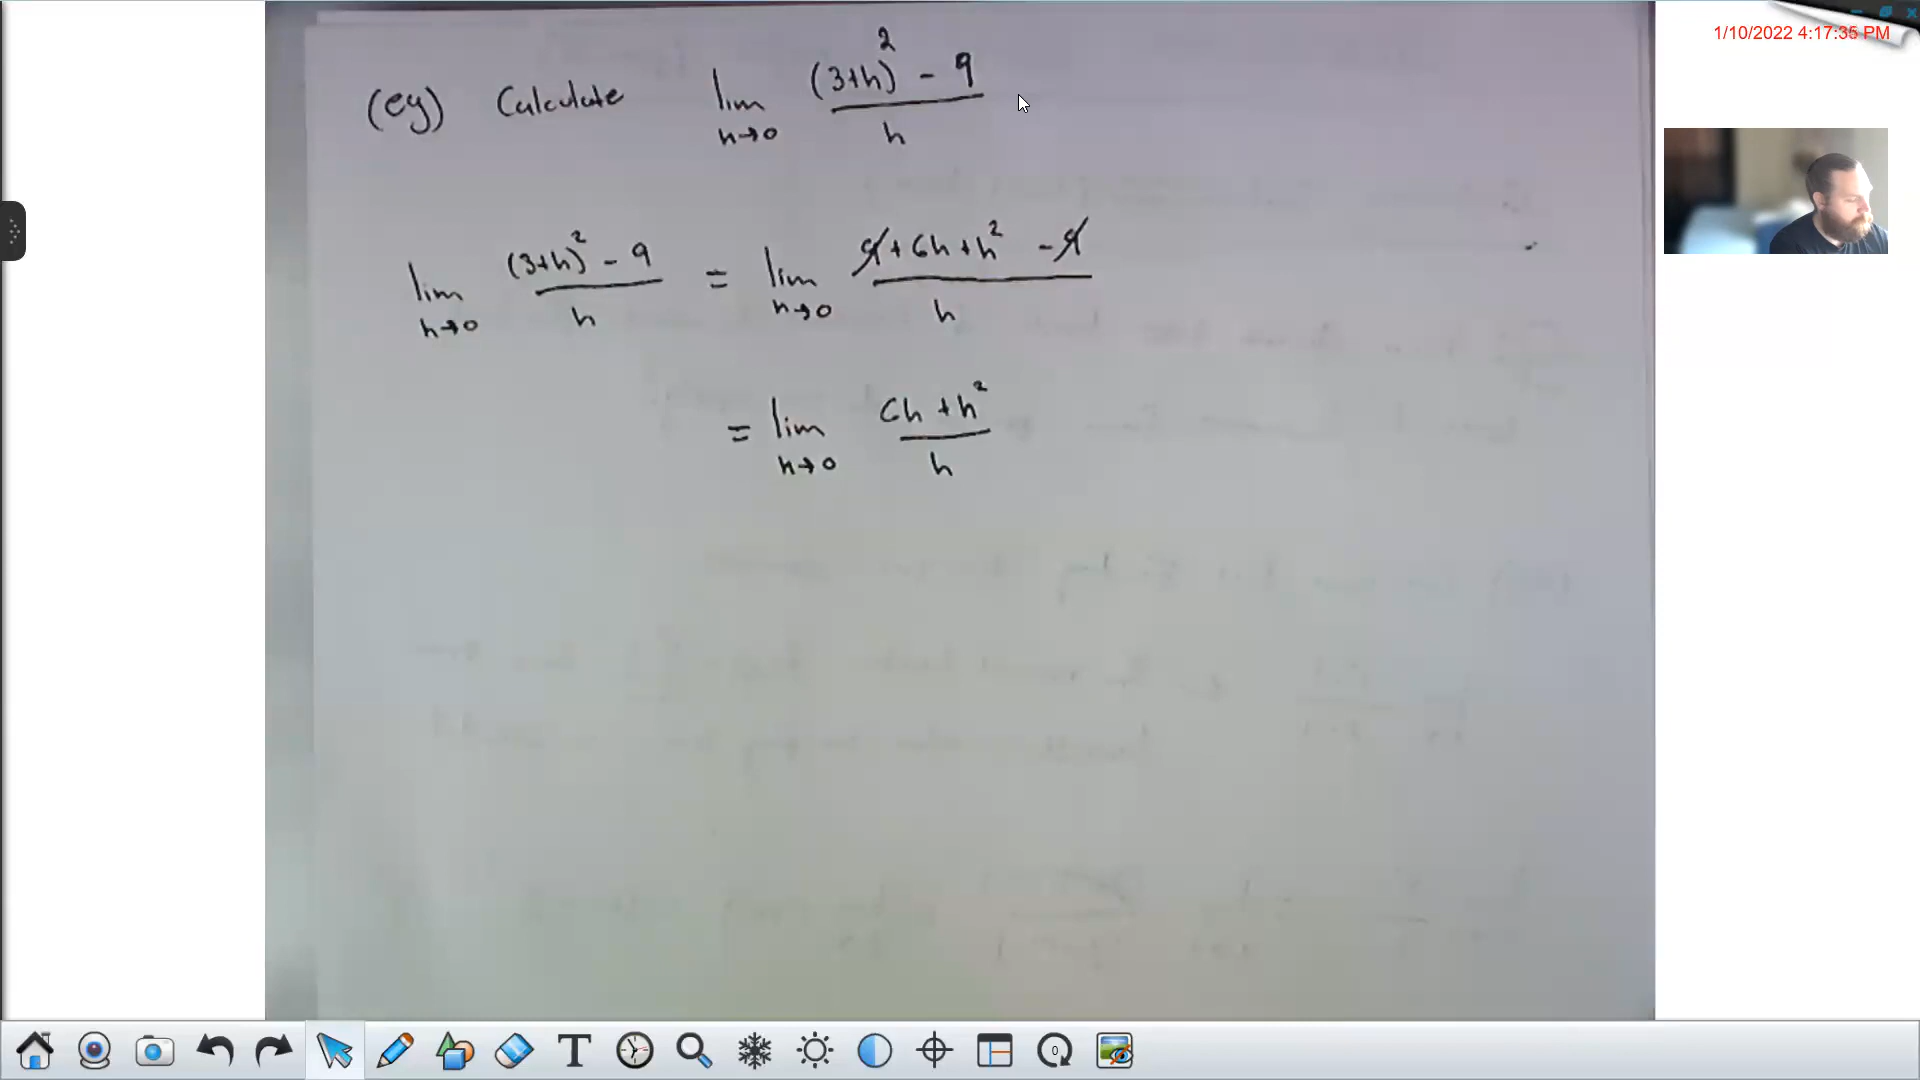 1/10/2022 4:17:35 PM
(eg) Calculate lim h→0 (3+h)² - 9 / h
lim h→0 (3+h)² - 9 / h = lim h→0 9 + 6h + h² - 9 / h
= lim h→0 6h + h² / h